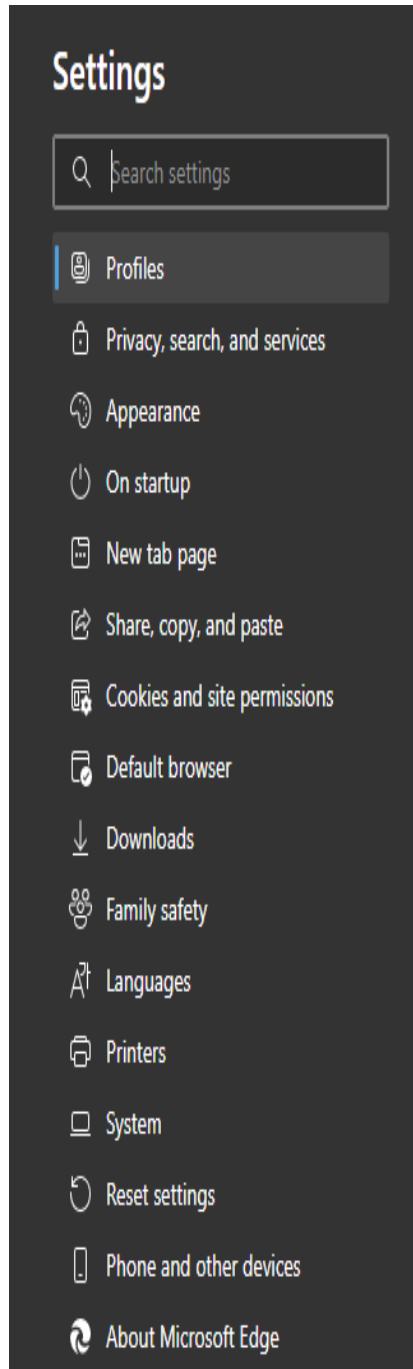 Settings
Search settings
Profiles
Privacy, search, and services
Appearance
On startup
New tab page
Share, copy, and paste
Cookies and site permissions
Default browser
Downloads
Family safety
Languages
Printers
System
Reset settings
Phone and other devices
About Microsoft Edge